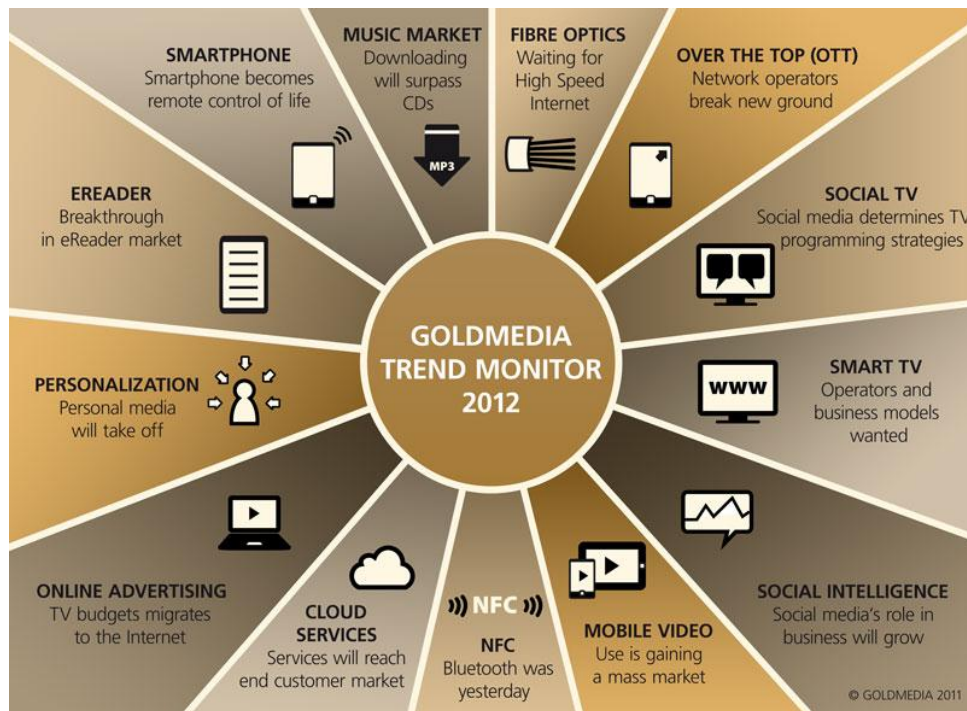 GOLDMEDIA
TREND MONITOR
2012
SMARTPHONE
Smartphone becomes
remote control of life
MUSIC MARKET
Downloading
will surpass
CDs
MP3
FIBRE OPTICS
Waiting for
High Speed
Internet
OVER THE TOP (OTT)
Network operators
break new ground
SOCIAL TV
Social media determines TV
programming strategies
SMART TV
Operators and
business models
wanted
www
SOCIAL INTELLIGENCE
Social media's role in
business will grow
MOBILE VIDEO
Use is gaining
a mass market
NFC
NFC
Bluetooth was
yesterday
CLOUD
SERVICES
Services will reach
end customer market
ONLINE ADVERTISING
TV budgets migrates
to the Internet
PERSONALIZATION
Personal media
will take off
EREADER
Breakthrough
in eReader market
© GOLDMEDIA 2011